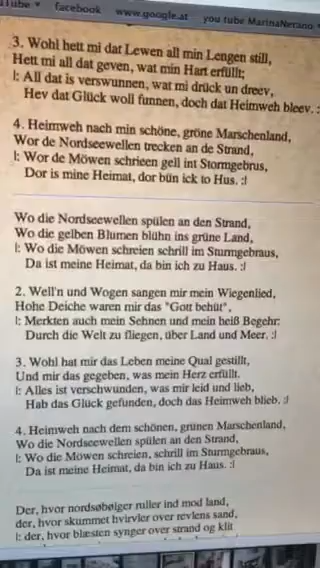 Tube facebook www.google.at you tube MarinaNerano
3. Wohl hett mi dat Lewen all min Lengen still,
Hett mi all dat geven, wat min Hart erfüllt;
|: All dat is verswunnen, wat mi drück un dreev,
Hev dat Glück woll funnen, doch dat Heimweh bleev. :
4. Heimweh nach min schöne, gröne Marschenland,
Wor de Nordseewellen trecken an de Strand,
|: Wor de Möwen schrieen gell int Stormgebrus,
Dor is mine Heimat, dor bün ick to Hus. :|
Wo die Nordseewellen spülen an den Strand,
Wo die gelben Blumen blühn ins grüne Land,
|: Wo die Möwen schreien schrill im Sturmgebraus,
Da ist meine Heimat, da bin ich zu Haus. :|
2. Well'n und Wogen sangen mir mein Wiegenlied,
Hohe Deiche waren mir das "Gott behüt",
|: Merkten auch mein Sehnen und mein heiß Begehr:
Durch die Welt zu fliegen, über Land und Meer. :|
3. Wohl hat mir das Leben meine Qual gestillt,
Und mir das gegeben, was mein Herz erfüllt.
|: Alles ist verschwunden, was mir leid und lieb,
Hab das Glück gefunden, doch das Heimweh blieb. :|
4. Heimweh nach dem schönen, grünen Marschenland,
Wo die Nordseewellen spülen an den Strand,
|: Wo die Möwen schreien, schrill im Sturmgebraus,
Da ist meine Heimat, da bin ich zu Haus. :|
Der, hvor nordsøbølger ruller ind mod land,
der, hvor skummet hvirvler over revlens sand,
|: der, hvor blæsten synger over strand og klit